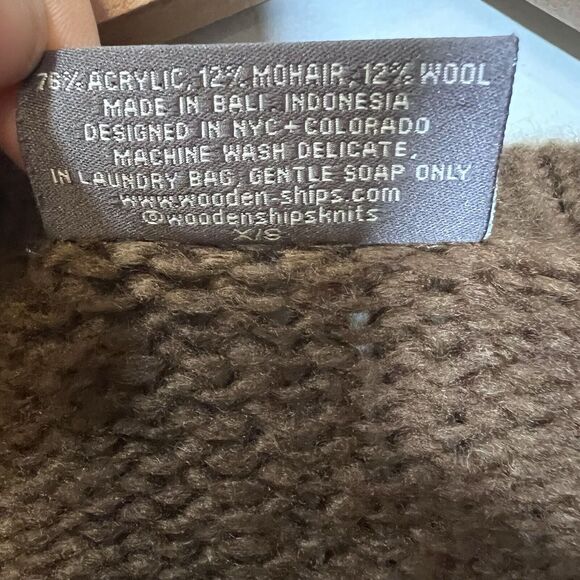 76% ACRYLIC, 12% MOHAIR, 12% WOOL
MADE IN BALI, INDONESIA
DESIGNED IN NYC+COLORADO
MACHINE WASH DELICATE,
IN LAUNDRY BAG, GENTLE SOAP ONLY
www.wooden-ships.com
@woodenshipsknits
X/S